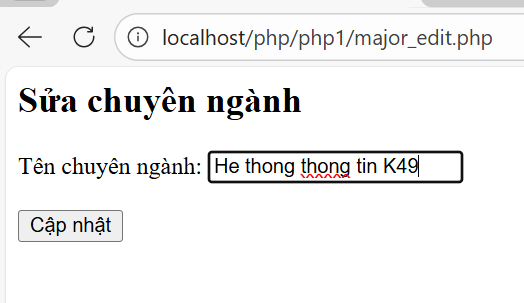 localhost/php/php1/major_edit.php
Sửa chuyên ngành
Tên chuyên ngành: He thong thong tin K49
Cập nhật